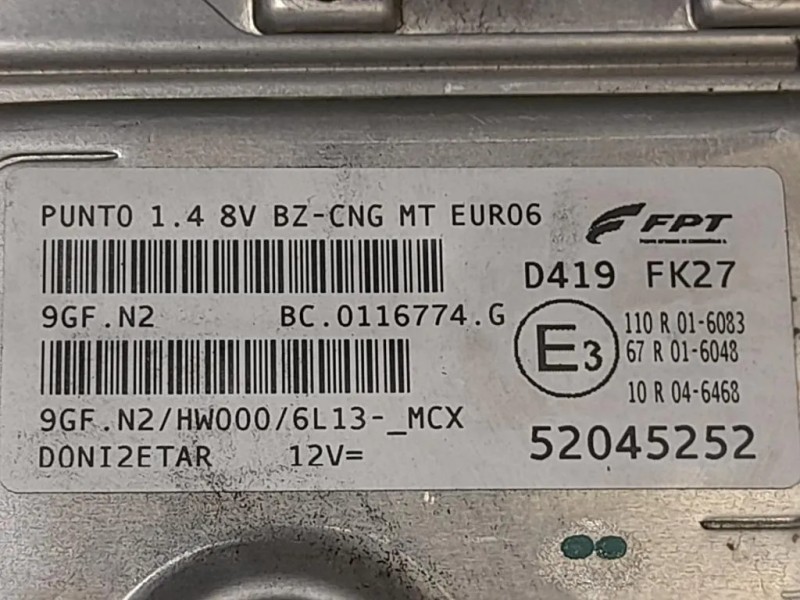 PUNTO 1.4 8V BZ-CNG MT EURO6
FPT
D419 FK27
9GF.N2 BC.0116774.G
E3
110 R 01-6083
67 R 01-6048
10 R 04-6468
9GF.N2/HW000/6L13-_MCX
DONI2ETAR 12V=
52045252